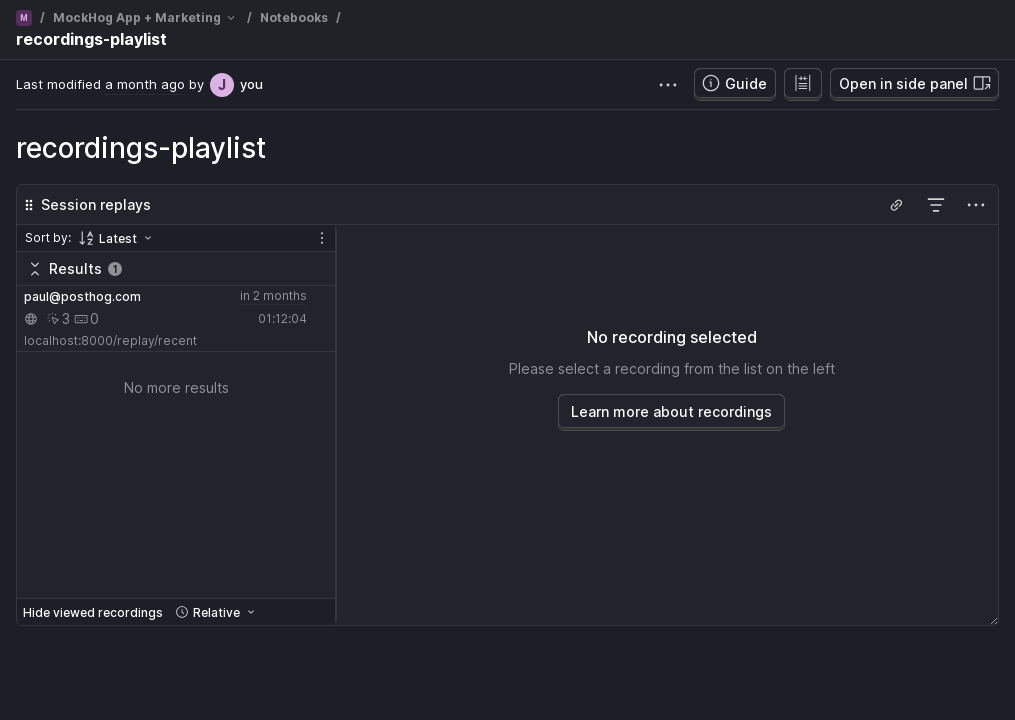 M / MockHog App + Marketing / Notebooks /
recordings-playlist
Last modified a month ago by J you
Guide
Open in side panel
recordings-playlist
Session replays
Sort by: Latest
Results 1
paul@posthog.com in 2 months
3 0 01:12:04
localhost:8000/replay/recent
No more results
No recording selected
Please select a recording from the list on the left
Learn more about recordings
Hide viewed recordings Relative